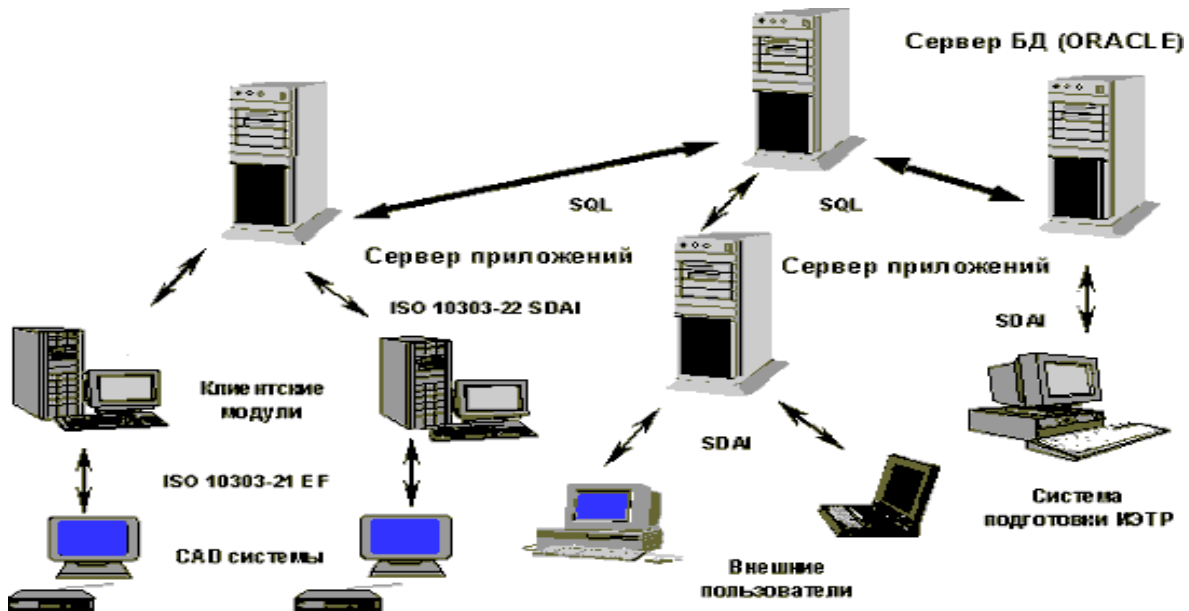 Сервер БД (ORACLE)
SQL
SQL
Сервер приложений
Сервер приложений
ISO 10303-22 SDAI
SDAI
Клиентские
модули
SDAI
ISO 10303-21 EF
Система
подготовки ИЭТР
CAD системы
Внешние
пользователи